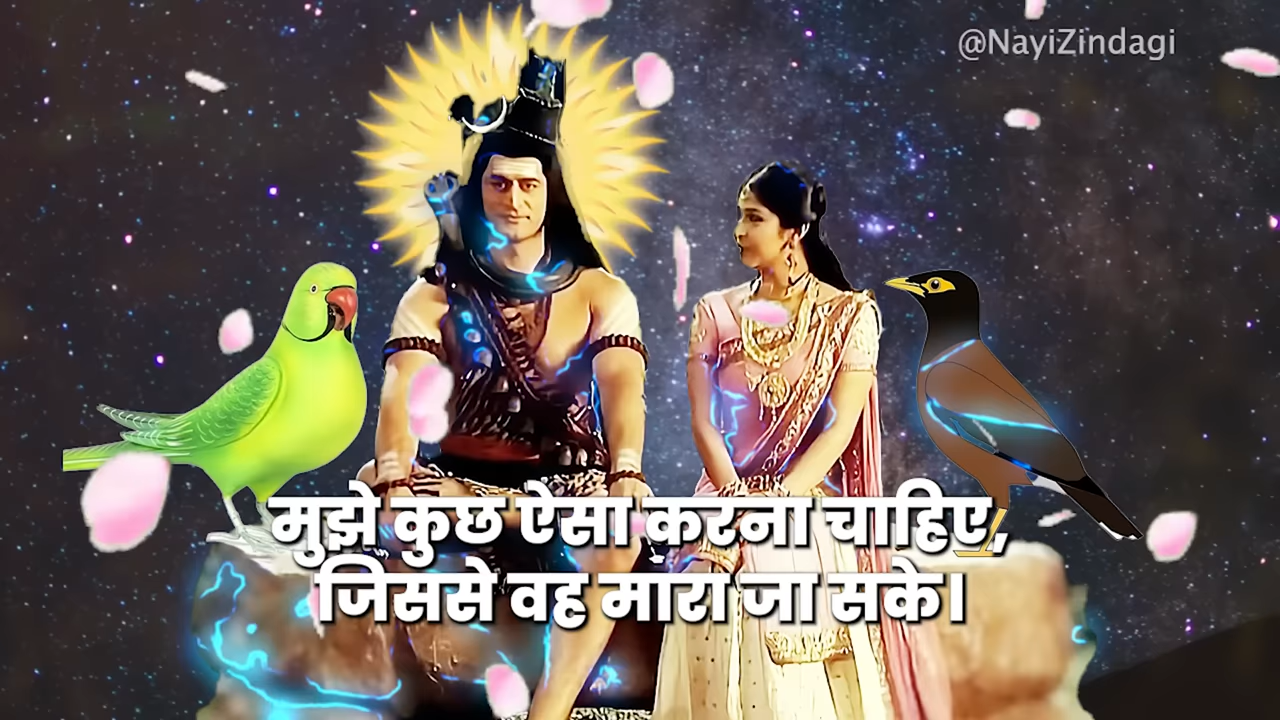 @NayiZindagi
मुझे कुछ ऐसा करना चाहिए,
जिससे वह मारा जा सके।